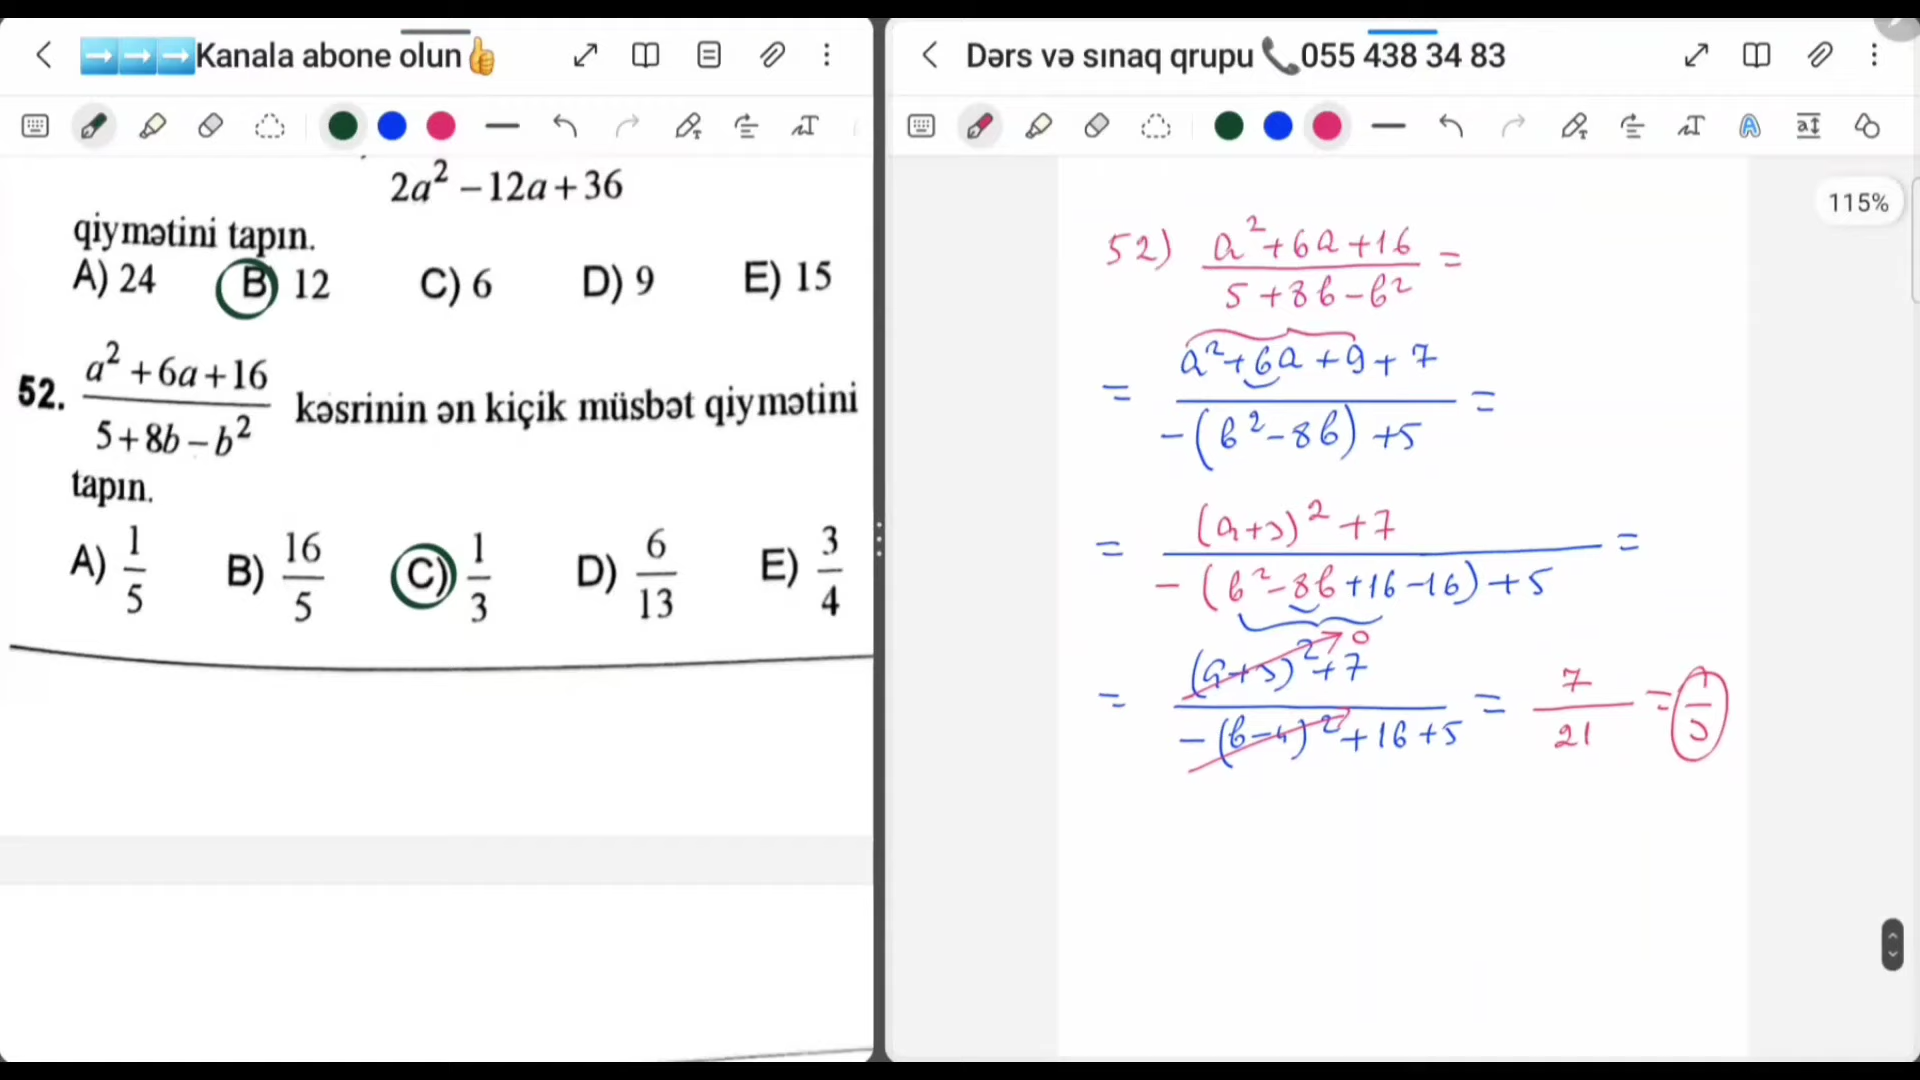 Kanala abone olun
2a² − 12a + 36
qiymətini tapın.
A) 24 B) 12 C) 6 D) 9 E) 15
52. (a² + 6a + 16)/(5 + 8b − b²) kəsrinin ən kiçik müsbət qiymətini
tapın.
A) 1/5 B) 16/5 C) 1/3 D) 6/13 E) 3/4
Dərs və sınaq qrupu 055 438 34 83
115%
52) (a²+6a+16)/(5+8b−b²) =
= (a²+6a+9+7)/(−(b²−8b)+5) =
= ((a+3)²+7)/(−(b²−8b+16−16)+5) =
0
= ((a+3)²+7)/(−(b−4)²+16+5) = 7/21 = 1/3